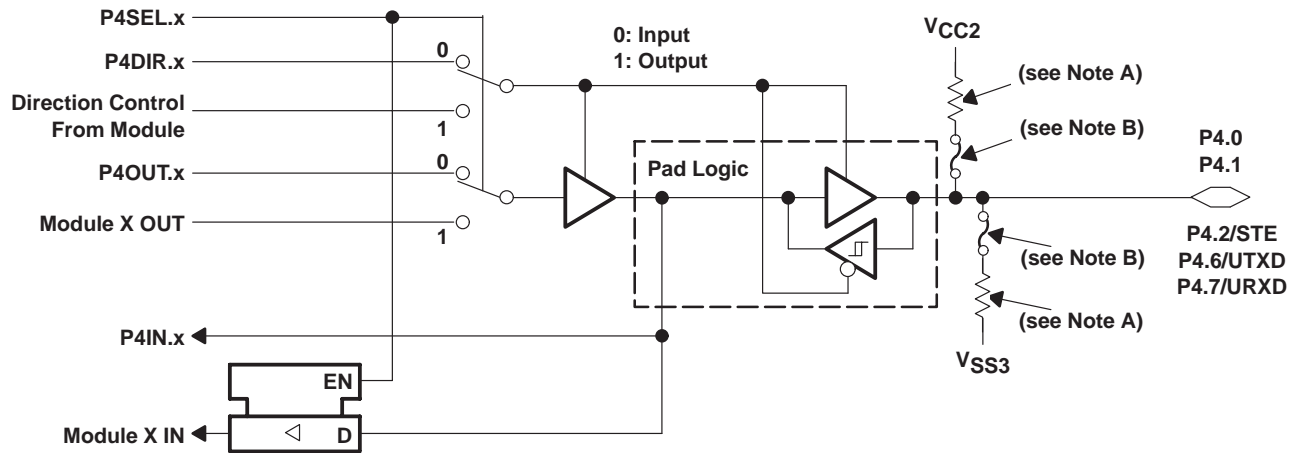 P4SEL.x
P4DIR.x
Direction Control
From Module
P4OUT.x
Module X OUT
P4IN.x
Module X IN
0
1
0
1
EN
D
0: Input
1: Output
Pad Logic
VCC2
(see Note A)
(see Note B)
(see Note B)
(see Note A)
VSS3
P4.0
P4.1
P4.2/STE
P4.6/UTXD
P4.7/URXD